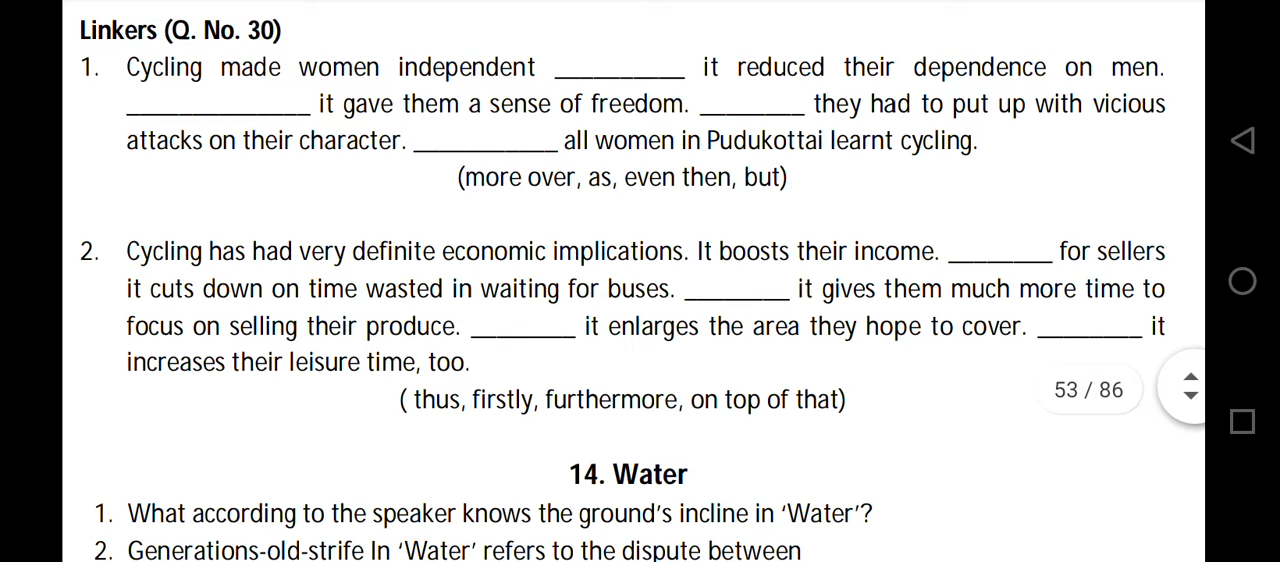 Linkers (Q. No. 30)
1. Cycling made women independent __________ it reduced their dependence on men.
______________ it gave them a sense of freedom. ________ they had to put up with vicious
attacks on their character. ___________ all women in Pudukottai learnt cycling.
(more over, as, even then, but)
2. Cycling has had very definite economic implications. It boosts their income. ________ for sellers
it cuts down on time wasted in waiting for buses. ________ it gives them much more time to
focus on selling their produce. ________ it enlarges the area they hope to cover. ________ it
increases their leisure time, too.
( thus, firstly, furthermore, on top of that)
53 / 86
14. Water
1. What according to the speaker knows the ground's incline in ‘Water’?
2. Generations-old-strife In ‘Water’ refers to the dispute between